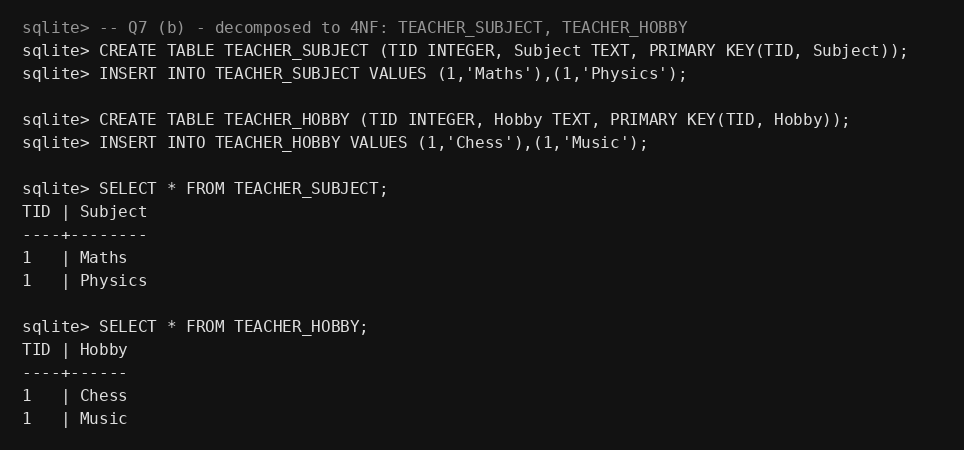 sqlite> -- Q7 (b) - decomposed to 4NF: TEACHER_SUBJECT, TEACHER_HOBBY
sqlite> CREATE TABLE TEACHER_SUBJECT (TID INTEGER, Subject TEXT, PRIMARY KEY(TID, Subject));
sqlite> INSERT INTO TEACHER_SUBJECT VALUES (1,'Maths'),(1,'Physics');

sqlite> CREATE TABLE TEACHER_HOBBY (TID INTEGER, Hobby TEXT, PRIMARY KEY(TID, Hobby));
sqlite> INSERT INTO TEACHER_HOBBY VALUES (1,'Chess'),(1,'Music');

sqlite> SELECT * FROM TEACHER_SUBJECT;
TID | Subject
----+--------
1   | Maths
1   | Physics

sqlite> SELECT * FROM TEACHER_HOBBY;
TID | Hobby
----+------
1   | Chess
1   | Music